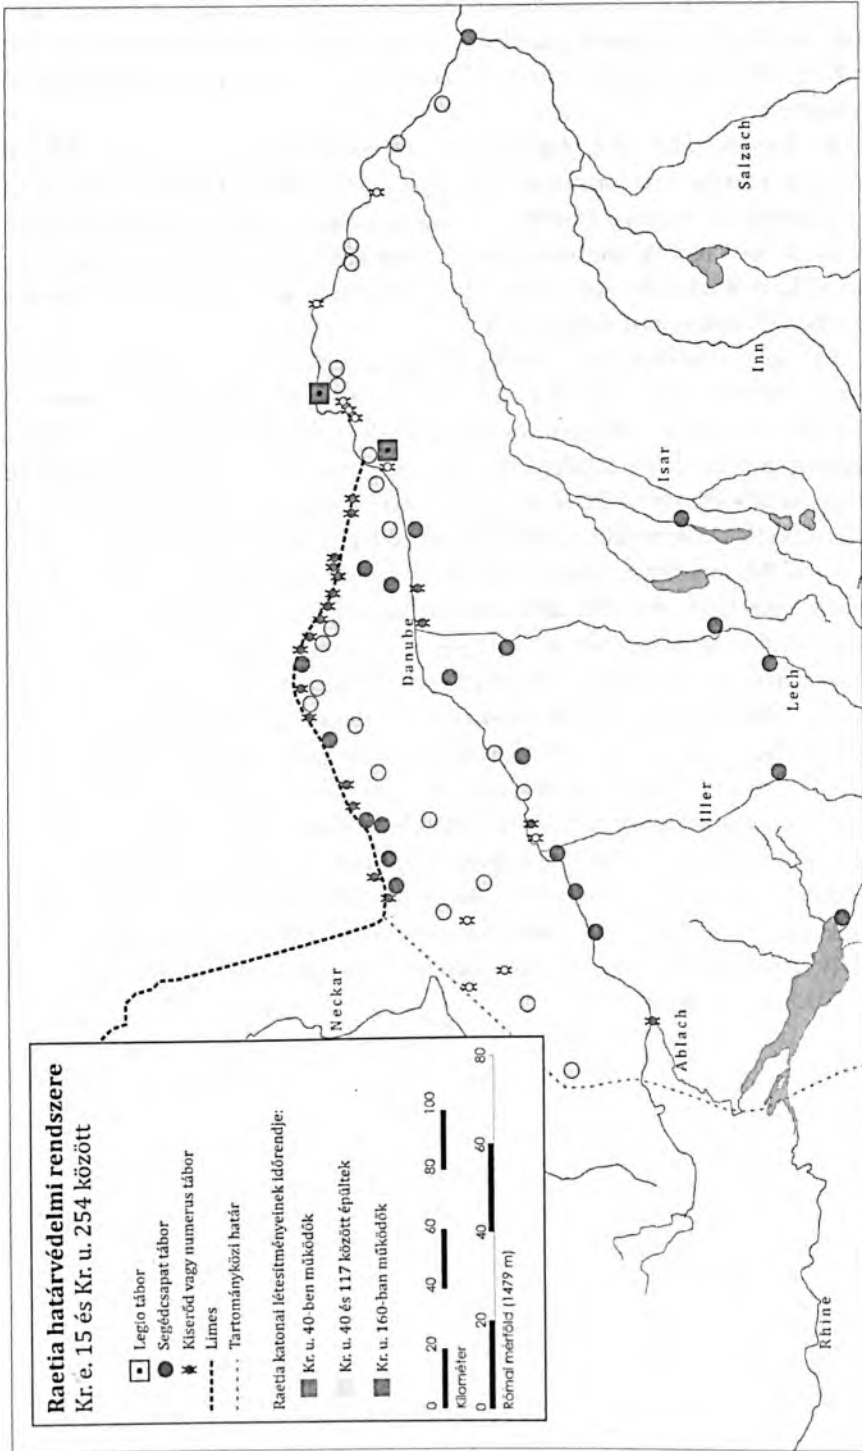 Raetia határvédelmi rendszere
Kr. e. 15 és Kr. u. 254 között
Legio tábor
Segédcsapat tábor
Kiserőd vagy numerus tábor
Limes
Tartományközi határ
Raetia katonai létesítményeinek időrendje:
Kr. u. 40-ben működők
Kr. u. 40 és 117 között épültek
Kr. u. 160-ban működők
0 20 40 60 80 100
Kilométer
0 20 40 60 80
Római mérföld (1479 m)
Neckar
Danube
Ablach
Rhine
Iller
Lech
Isar
Inn
Salzach